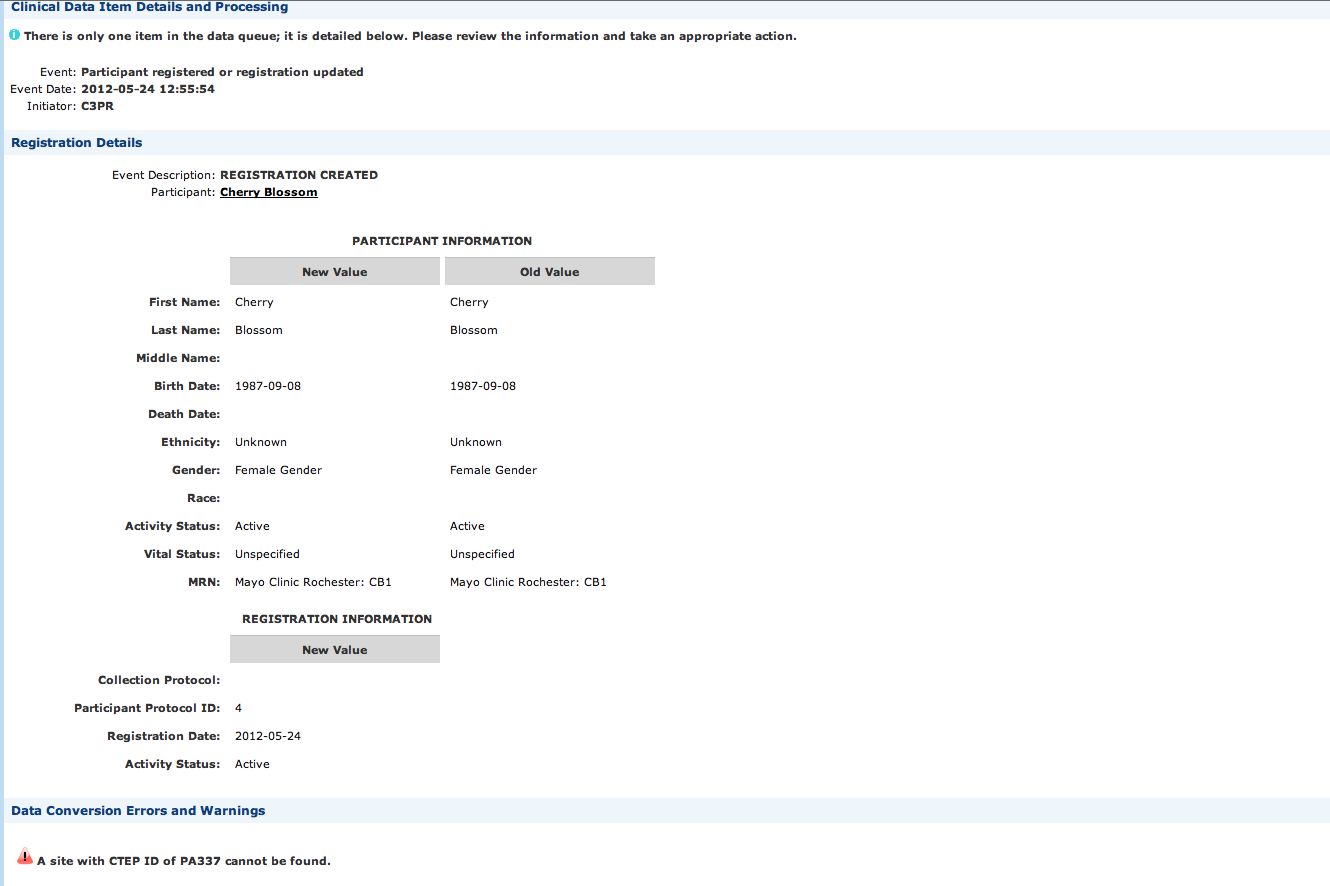 Clinical Data Item Details and Processing
There is only one item in the data queue; it is detailed below. Please review the information and take an appropriate action.
Event: Participant registered or registration updated
Event Date: 2012-05-24 12:55:54
Initiator: C3PR
Registration Details
Event Description: REGISTRATION CREATED
Participant: Cherry Blossom
PARTICIPANT INFORMATION
New Value Old Value
First Name: Cherry Cherry
Last Name: Blossom Blossom
Middle Name:
Birth Date: 1987-09-08 1987-09-08
Death Date:
Ethnicity: Unknown Unknown
Gender: Female Gender Female Gender
Race:
Activity Status: Active Active
Vital Status: Unspecified Unspecified
MRN: Mayo Clinic Rochester: CB1 Mayo Clinic Rochester: CB1
REGISTRATION INFORMATION
New Value
Collection Protocol:
Participant Protocol ID: 4
Registration Date: 2012-05-24
Activity Status: Active
Data Conversion Errors and Warnings
A site with CTEP ID of PA337 cannot be found.